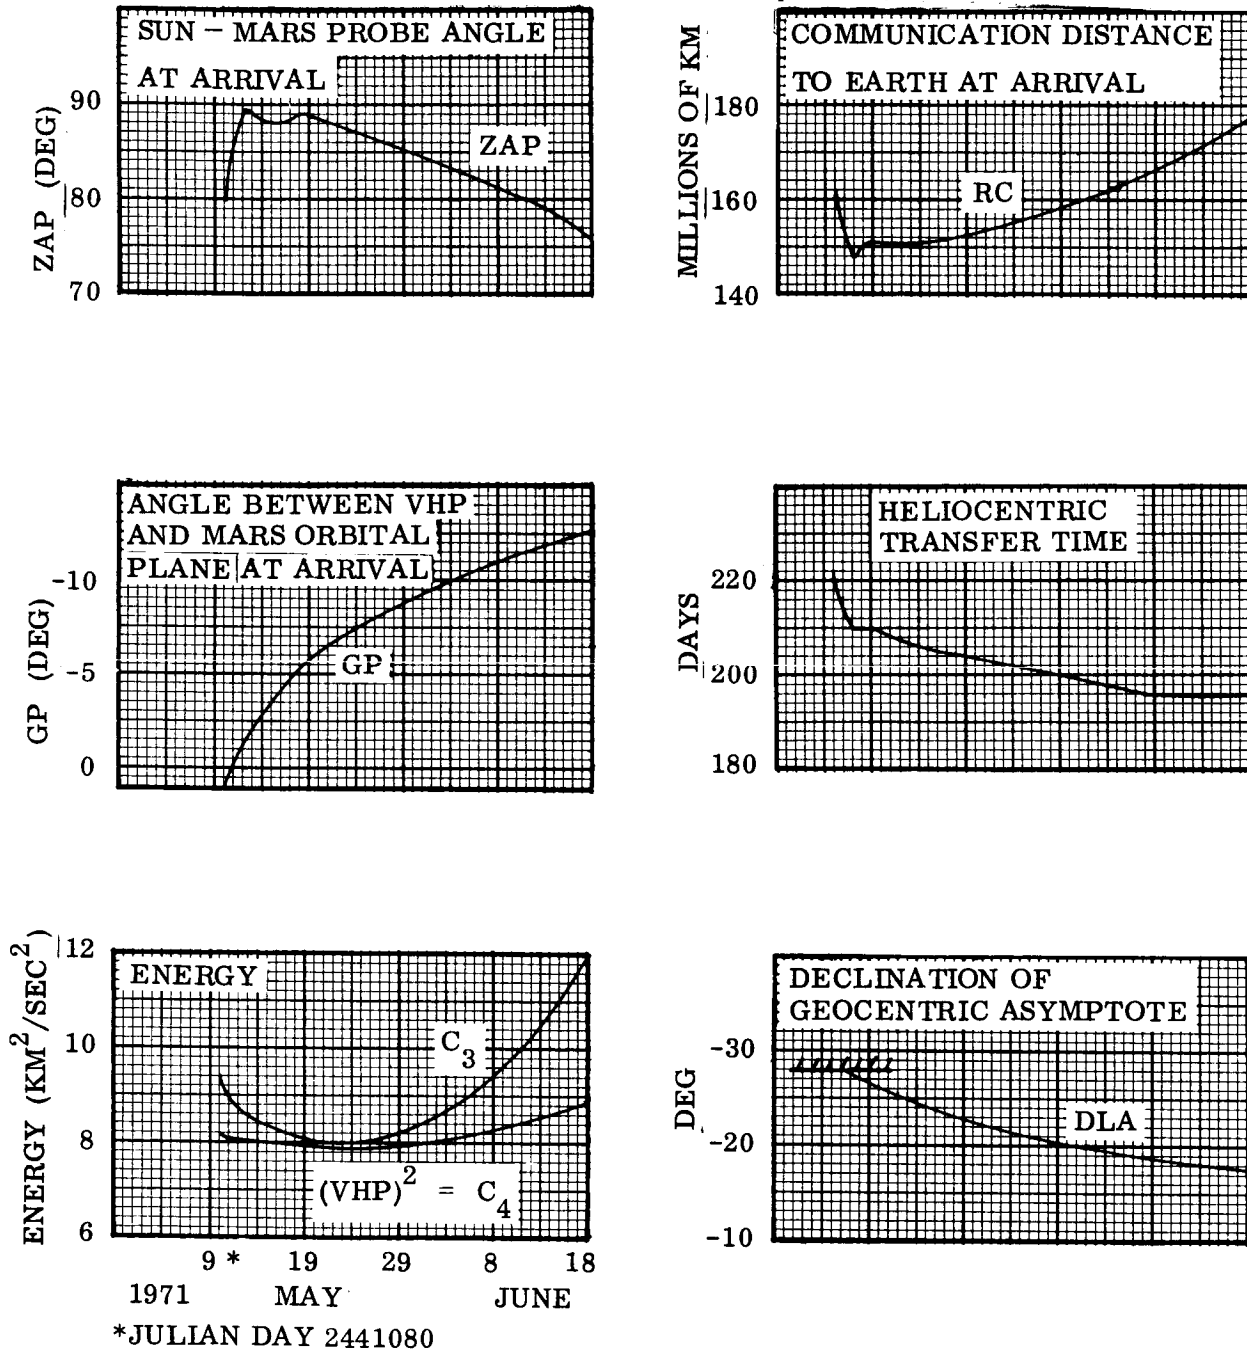 SUN – MARS PROBE ANGLE
AT ARRIVAL
ZAP (DEG)
90
80
70
ZAP
COMMUNICATION DISTANCE
TO EARTH AT ARRIVAL
MILLIONS OF KM
180
160
140
RC
ANGLE BETWEEN VHP
AND MARS ORBITAL
PLANE AT ARRIVAL
GP (DEG)
-10
-5
0
GP
HELIOCENTRIC
TRANSFER TIME
DAYS
220
200
180
ENERGY
ENERGY (KM²/SEC²)
12
10
8
6
C₃
(VHP)² = C₄
9 * 19 29 8 18
1971 MAY JUNE
*JULIAN DAY 2441080
DECLINATION OF
GEOCENTRIC ASYMPTOTE
DEG
-30
-20
-10
DLA